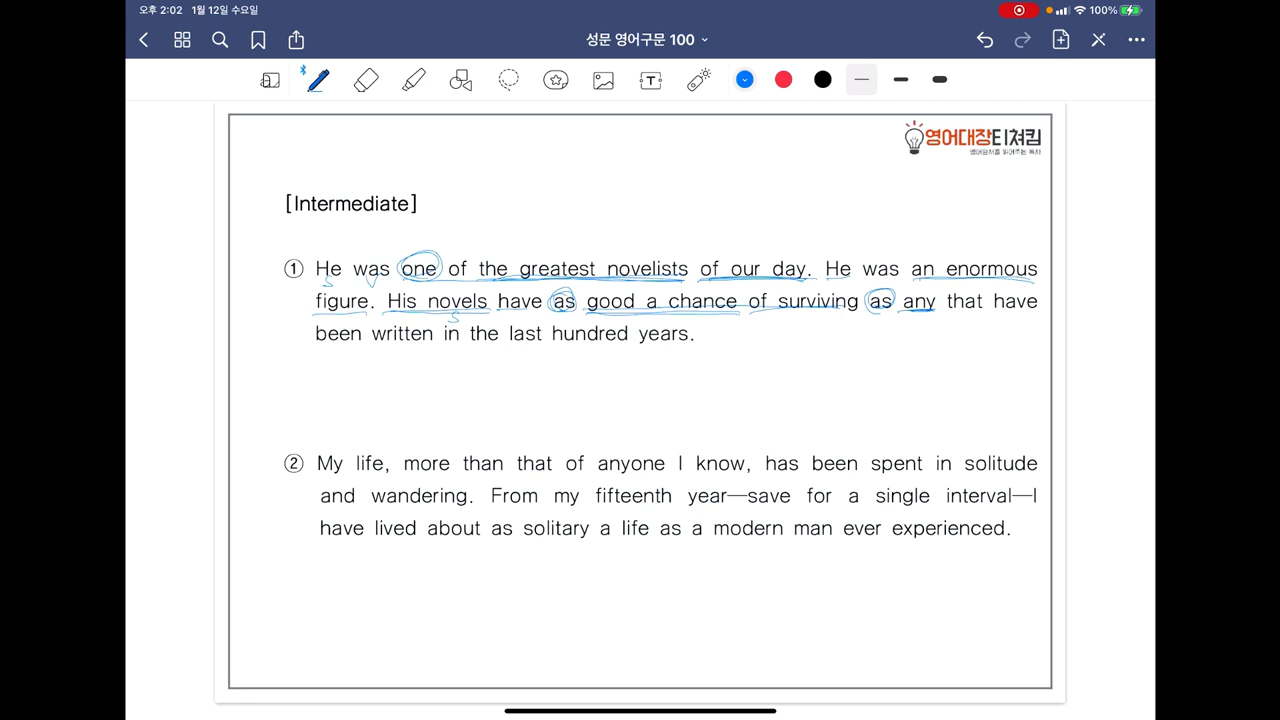 오후 2:02 1월 12일 수요일
100%
성문 영어구문 100
영어대장티쳐킴
[Intermediate]
① He was one of the greatest novelists of our day. He was an enormous
figure. His novels have as good a chance of surviving as any that have
s v
s
been written in the last hundred years.
② My life, more than that of anyone I know, has been spent in solitude
and wandering. From my fifteenth year—save for a single interval—I
have lived about as solitary a life as a modern man ever experienced.